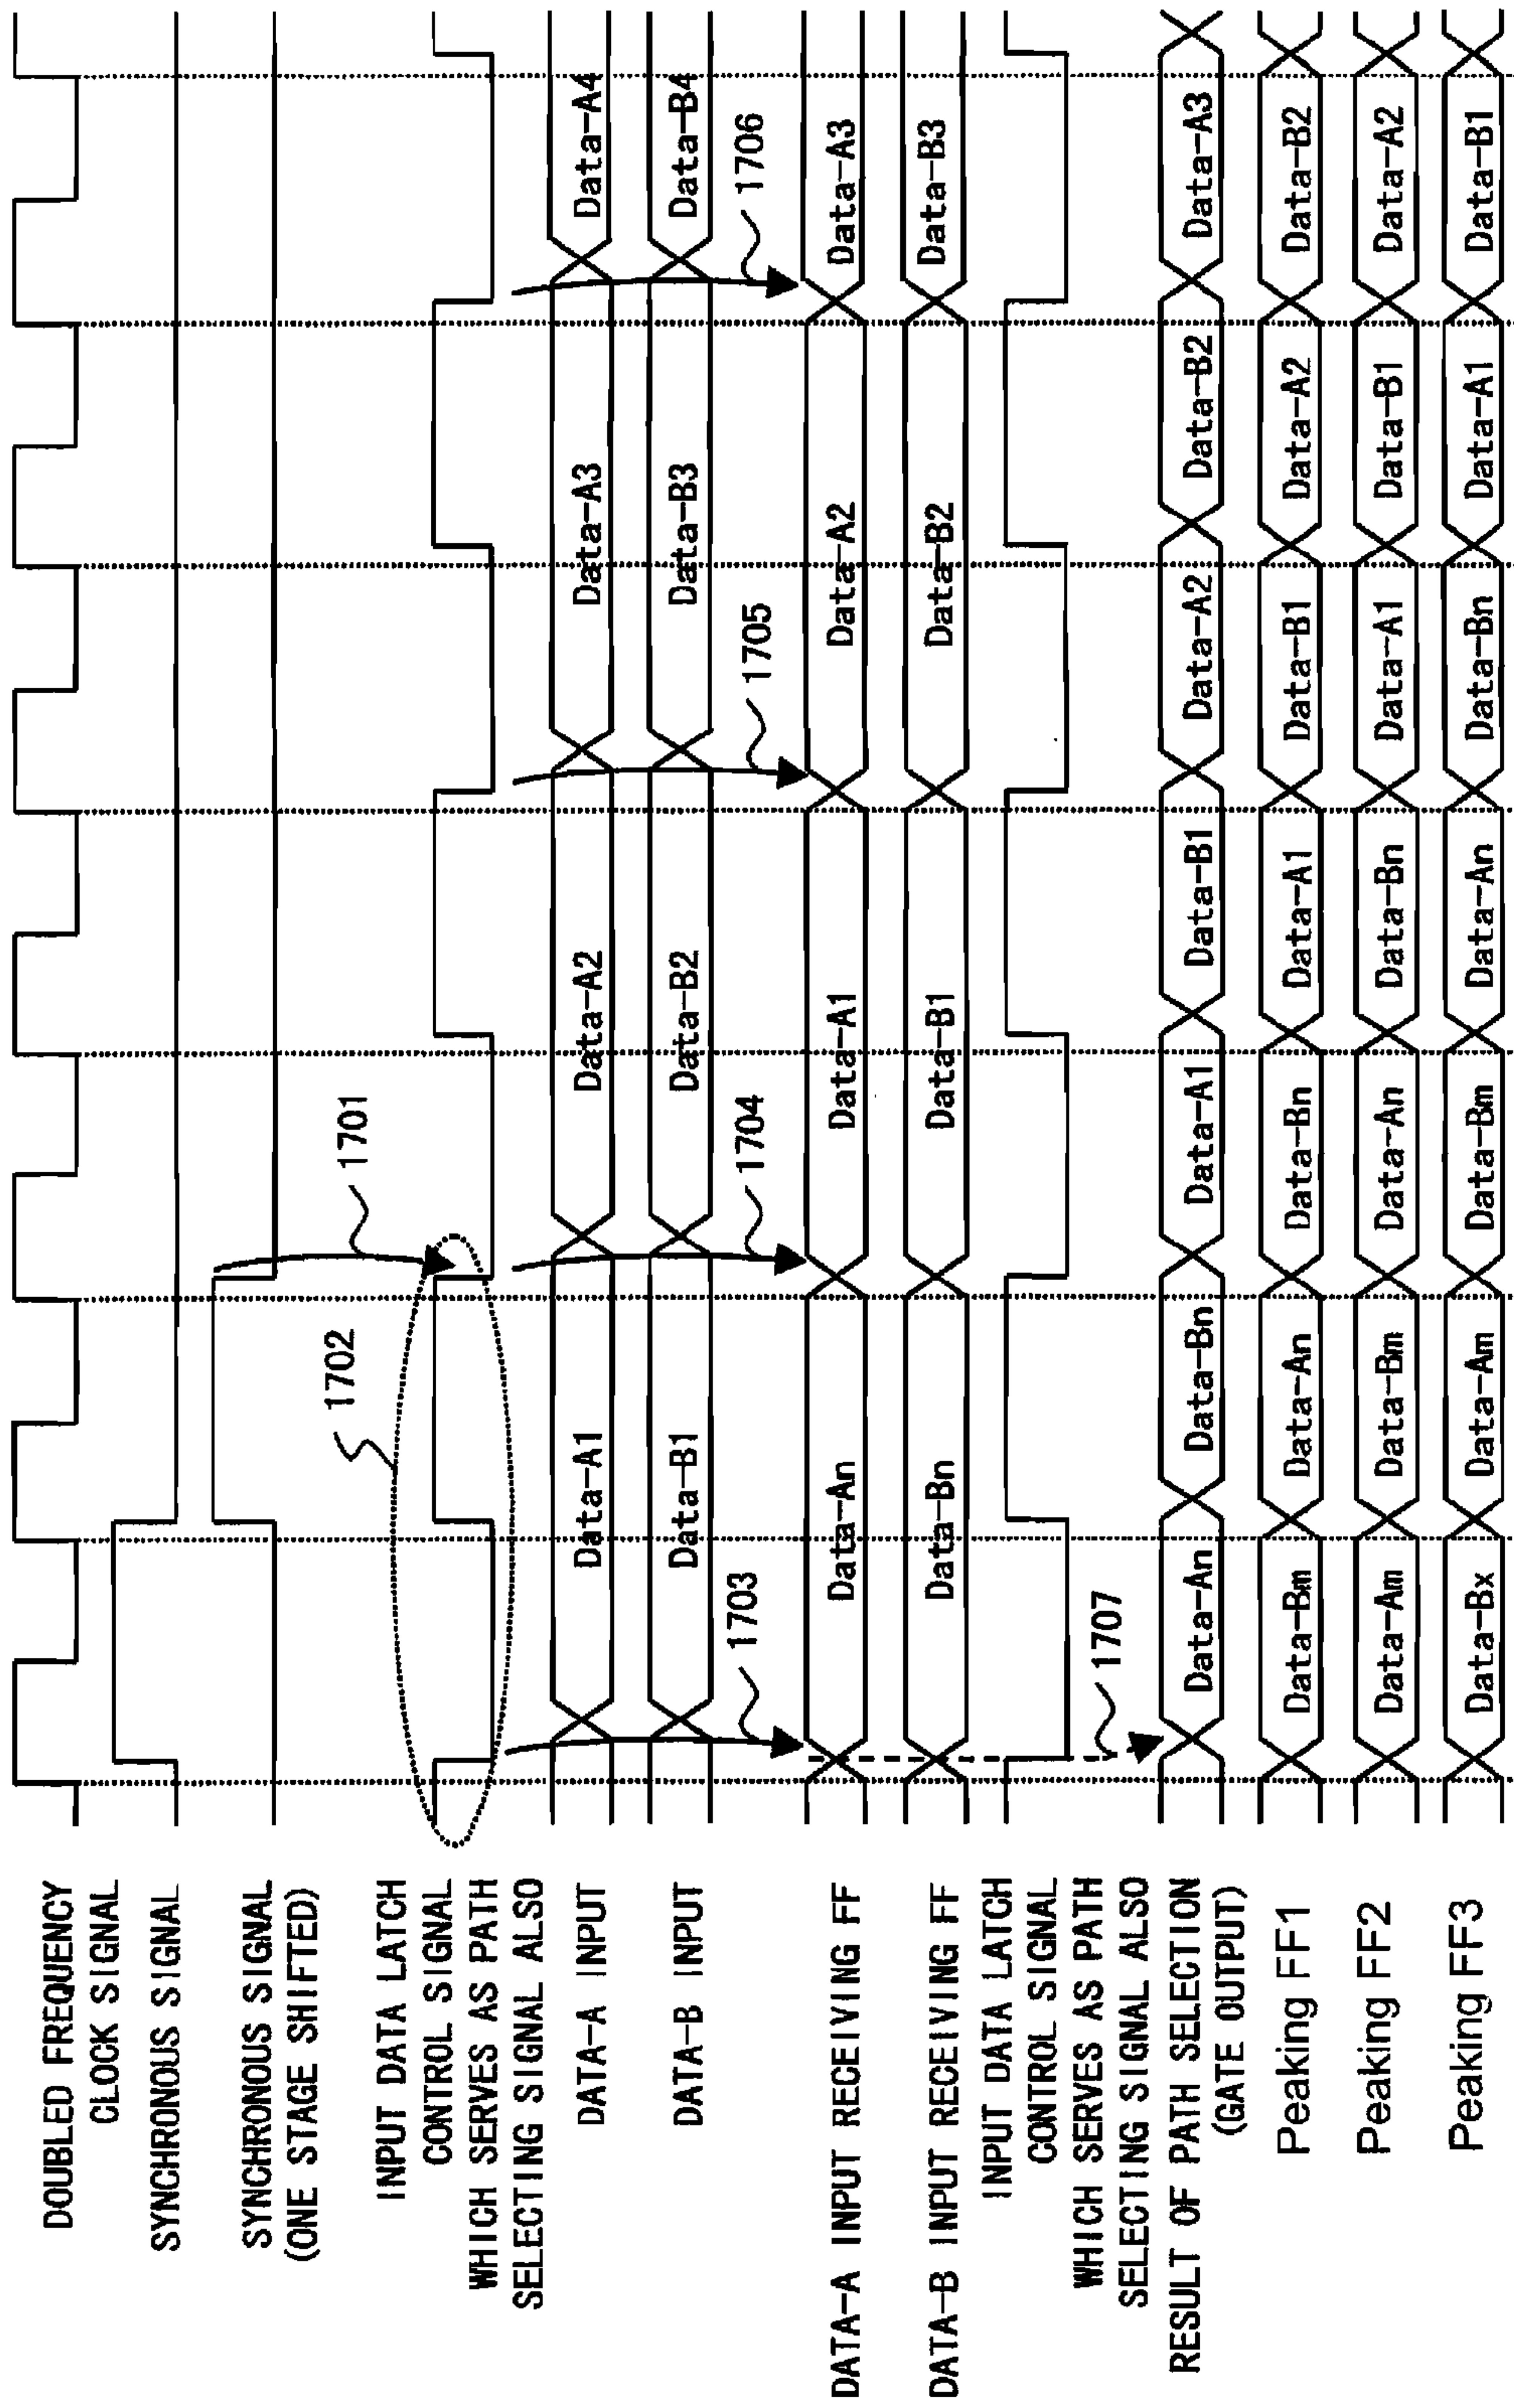 DOUBLED FREQUENCY
CLOCK SIGNAL
SYNCHRONOUS SIGNAL
SYNCHRONOUS SIGNAL
(ONE STAGE SHIFTED)
1701
1702
INPUT DATA LATCH
CONTROL SIGNAL
WHICH SERVES AS PATH
SELECTING SIGNAL ALSO
DATA-A INPUT
Data-A1
Data-A2
Data-A3
Data-A4
DATA-B INPUT
Data-B1
Data-B2
Data-B3
Data-B4
1703
1704
1705
1706
DATA-A INPUT RECEIVING FF
Data-An
Data-A1
Data-A2
Data-A3
DATA-B INPUT RECEIVING FF
Data-Bn
Data-B1
Data-B2
Data-B3
INPUT DATA LATCH
CONTROL SIGNAL
WHICH SERVES AS PATH
SELECTING SIGNAL ALSO
1707
RESULT OF PATH SELECTION
(GATE OUTPUT)
Data-An
Data-Bn
Data-A1
Data-B1
Data-A2
Data-B2
Data-A3
Peaking FF1
Data-Bm
Data-An
Data-Bn
Data-A1
Data-B1
Data-A2
Data-B2
Peaking FF2
Data-Am
Data-Bm
Data-An
Data-Bn
Data-A1
Data-B1
Data-A2
Peaking FF3
Data-Bx
Data-Am
Data-Bm
Data-An
Data-Bn
Data-A1
Data-B1